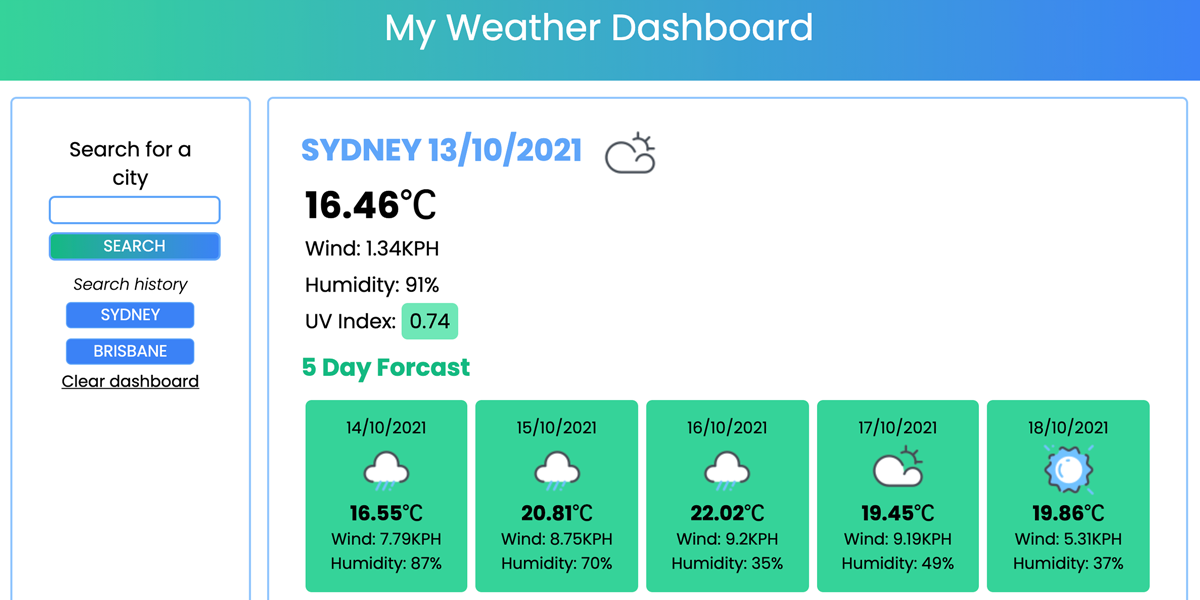 My Weather Dashboard
Search for a
city
SEARCH
Search history
SYDNEY
BRISBANE
Clear dashboard
SYDNEY 13/10/2021
16.46°C
Wind: 1.34KPH
Humidity: 91%
UV Index: 0.74
5 Day Forcast
14/10/2021
16.55°C
Wind: 7.79KPH
Humidity: 87%
15/10/2021
20.81°C
Wind: 8.75KPH
Humidity: 70%
16/10/2021
22.02°C
Wind: 9.2KPH
Humidity: 35%
17/10/2021
19.45°C
Wind: 9.19KPH
Humidity: 49%
18/10/2021
19.86°C
Wind: 5.31KPH
Humidity: 37%